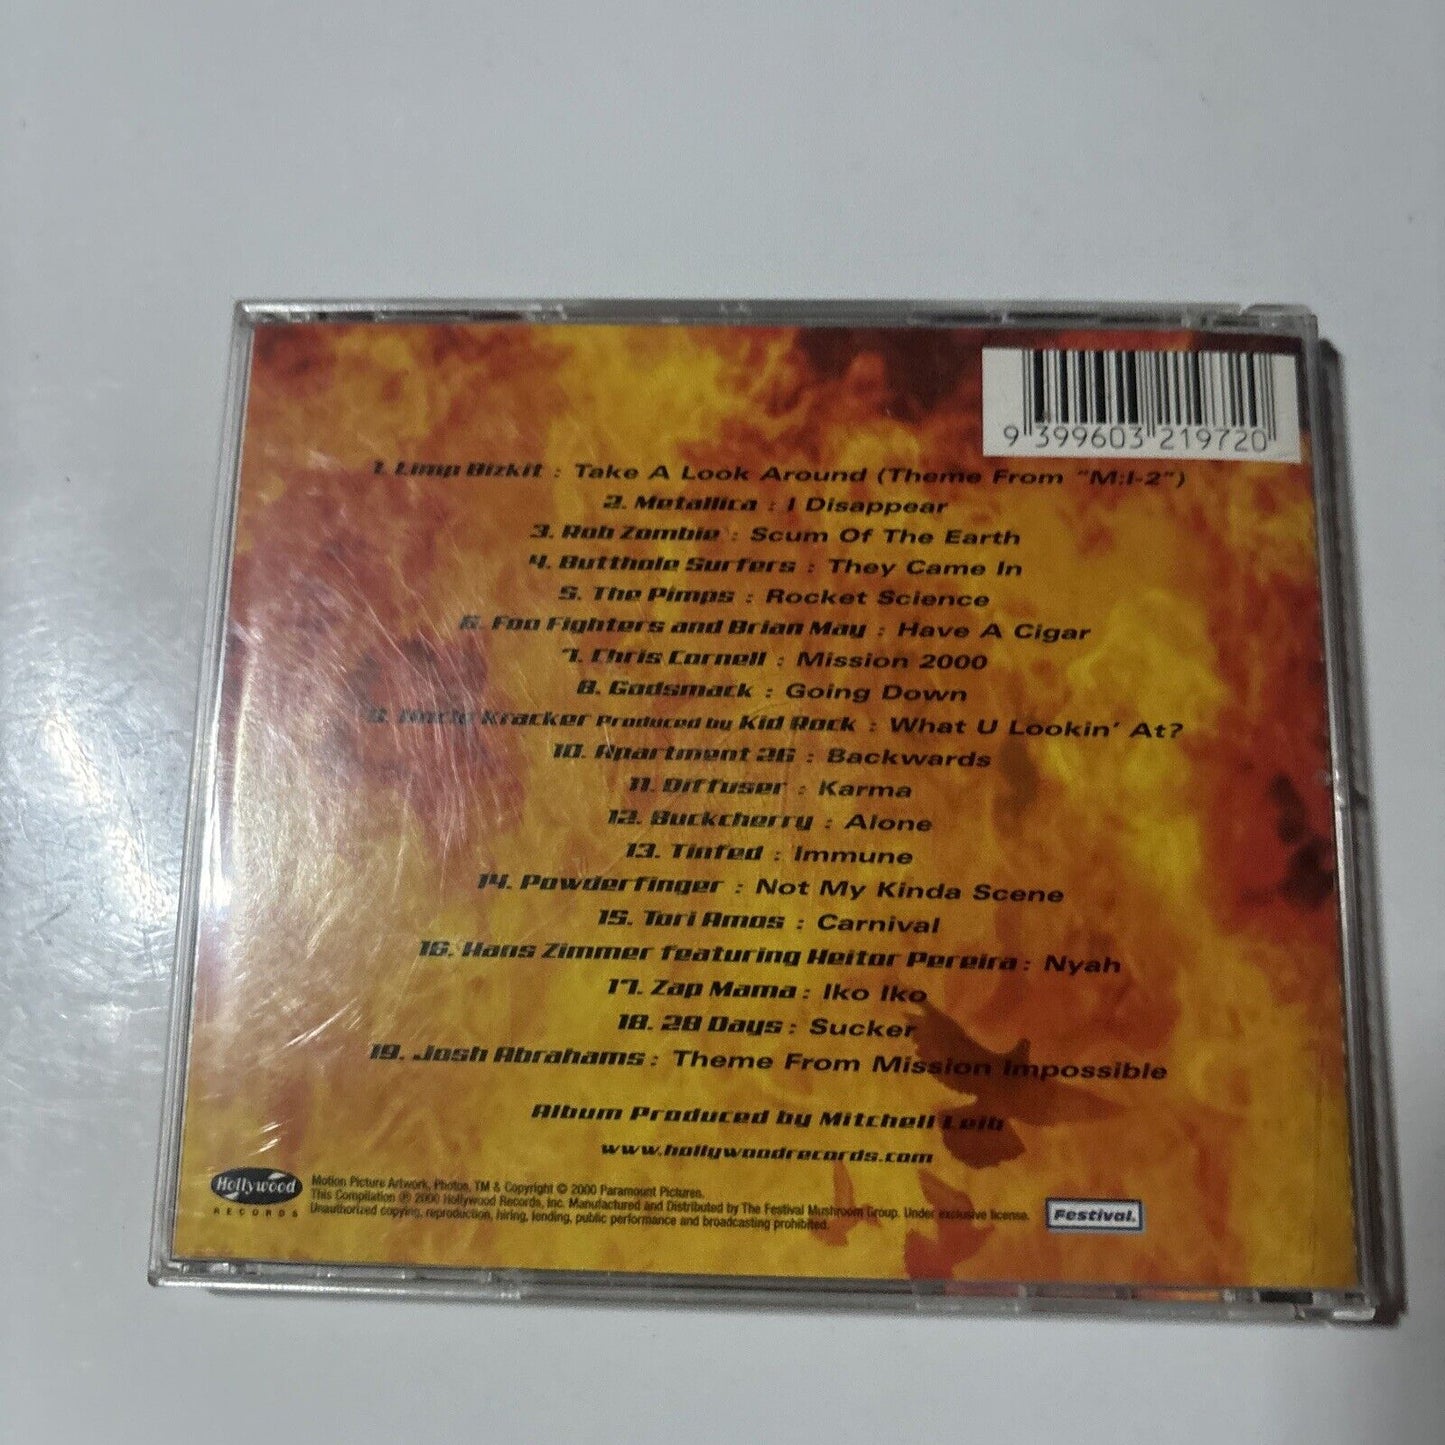 9 399603 219720
1. Limp Bizkit : Take A Look Around (Theme From "M:I-2")
2. Metallica : I Disappear
3. Rob Zombie : Scum Of The Earth
4. Butthole Surfers : They Came In
5. The Pimps : Rocket Science
6. Foo Fighters and Brian May : Have A Cigar
7. Chris Cornell : Mission 2000
8. Godsmack : Going Down
9. Uncle Kracker Produced by Kid Rock : What U Lookin' At?
10. Apartment 26 : Backwards
11. Diffuser : Karma
12. Buckcherry : Alone
13. Tinfed : Immune
14. Powderfinger : Not My Kinda Scene
15. Tori Amos : Carnival
16. Hans Zimmer featuring Heitor Pereira : Nyah
17. Zap Mama : Iko Iko
18. 28 Days : Sucker
19. Josh Abrahams : Theme From Mission Impossible
Album Produced by Mitchell Leib
www.hollywoodrecords.com
Hollywood
RECORDS
Motion Picture Artwork, Photos, TM & Copyright © 2000 Paramount Pictures.
This Compilation ℗ 2000 Hollywood Records, Inc. Manufactured and Distributed by The Festival Mushroom Group. Under exclusive license.
Unauthorized copying, reproduction, hiring, lending, public performance and broadcasting prohibited.
Festival.